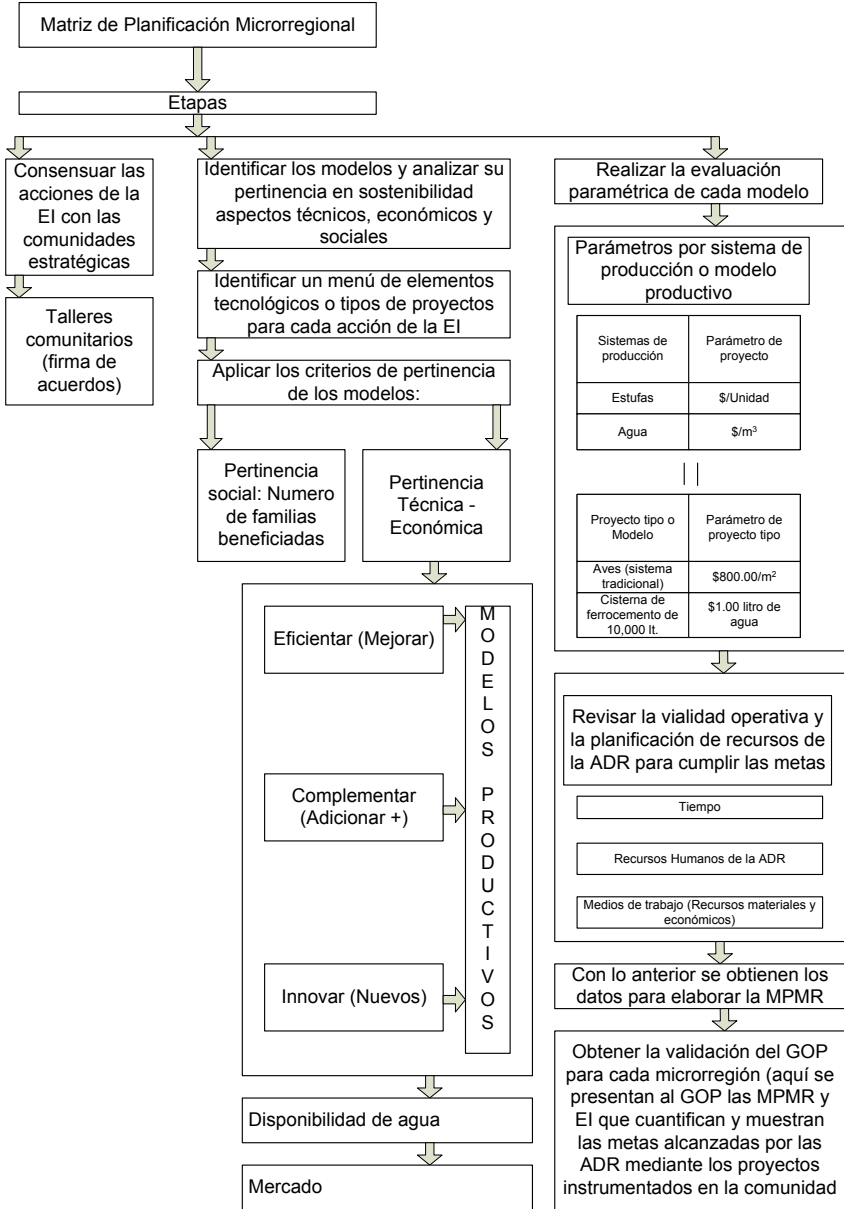 Matriz de Planificación Microrregional
Etapas
Consensuar las
acciones de la
EI con las
comunidades
estratégicas
Talleres
comunitarios
(firma de
acuerdos)
Identificar los modelos y analizar su
pertinencia en sostenibilidad
aspectos técnicos, económicos y
sociales
Identificar un menú de elementos
tecnológicos o tipos de proyectos
para cada acción de la EI
Aplicar los criterios de pertinencia
de los modelos:
Pertinencia
social: Numero
de familias
beneficiadas
Pertinencia
Técnica -
Económica
Eficientar (Mejorar)
Complementar
(Adicionar +)
Innovar (Nuevos)
M
O
D
E
L
O
S
P
R
O
D
U
C
T
I
V
O
S
Disponibilidad de agua
Mercado
Realizar la evaluación
paramétrica de cada modelo
Parámetros por sistema de
producción o modelo
productivo
Sistemas de
producción
Parámetro de
proyecto
Estufas
$/Unidad
Agua
$/m³
Proyecto tipo o
Modelo
Parámetro de
proyecto tipo
Aves (sistema
tradicional)
$800.00/m²
Cisterna de
ferrocemento de
10,000 lt.
$1.00 litro de
agua
Revisar la vialidad operativa y
la planificación de recursos de
la ADR para cumplir las metas
Tiempo
Recursos Humanos de la ADR
Medios de trabajo (Recursos materiales y
económicos)
Con lo anterior se obtienen los
datos para elaborar la MPMR
Obtener la validación del GOP
para cada microrregión (aquí se
presentan al GOP las MPMR y
EI que cuantifican y muestran
las metas alcanzadas por las
ADR mediante los proyectos
instrumentados en la comunidad